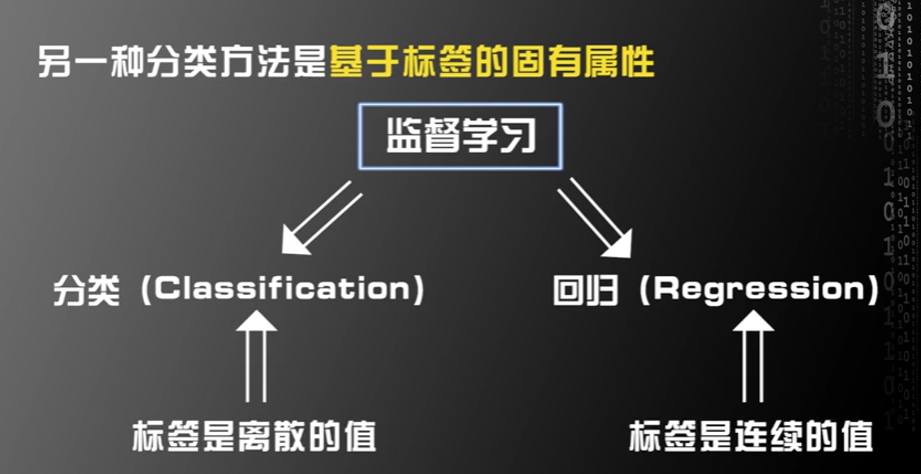 另一种分类方法是基于标签的固有属性
监督学习
分类（Classification）
回归（Regression）
标签是离散的值
标签是连续的值